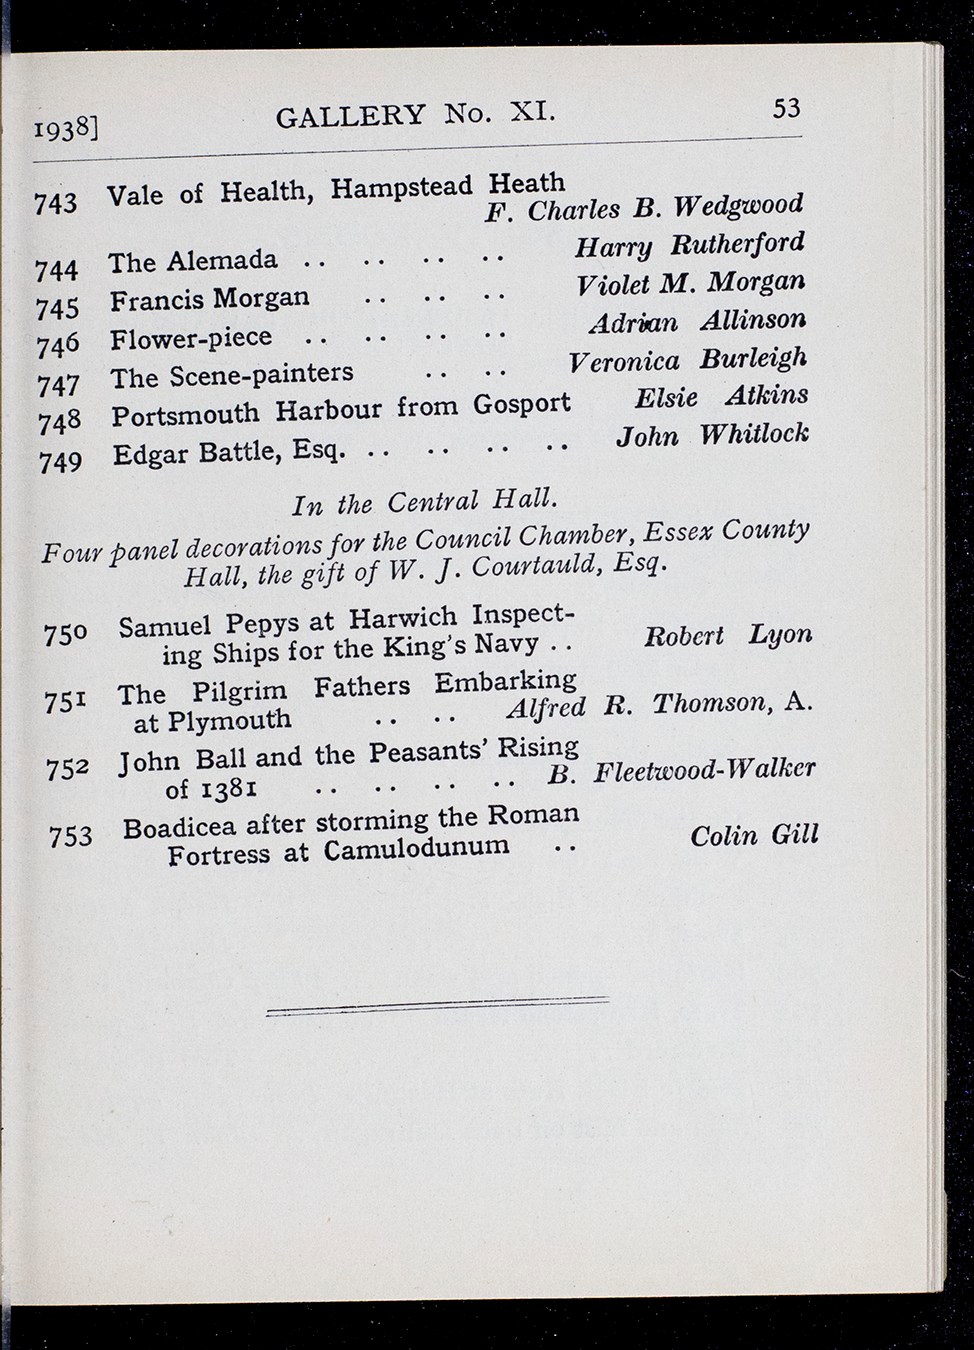 1938] GALLERY No. XI. 53
743 Vale of Health, Hampstead Heath
F. Charles B. Wedgwood
744 The Alemada .. .. .. .. Harry Rutherford
745 Francis Morgan .. .. .. Violet M. Morgan
746 Flower-piece .. .. .. .. Adrian Allinson
747 The Scene-painters .. .. Veronica Burleigh
748 Portsmouth Harbour from Gosport Elsie Atkins
749 Edgar Battle, Esq. .. .. .. .. John Whitlock
In the Central Hall.
Four panel decorations for the Council Chamber, Essex County
Hall, the gift of W. J. Courtauld, Esq.
750 Samuel Pepys at Harwich Inspect-
ing Ships for the King's Navy .. Robert Lyon
751 The Pilgrim Fathers Embarking
at Plymouth .. .. Alfred R. Thomson, A.
752 John Ball and the Peasants' Rising
of 1381 .. .. .. .. B. Fleetwood-Walker
753 Boadicea after storming the Roman
Fortress at Camulodunum .. Colin Gill